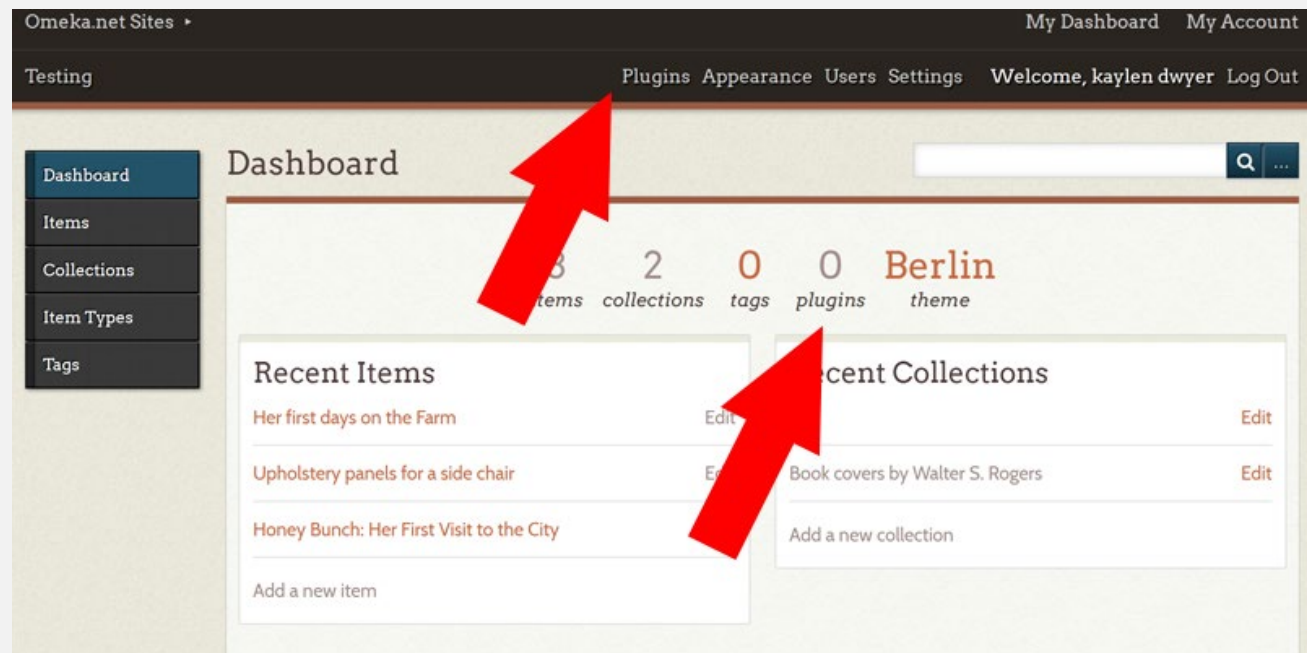 Omeka.net Sites ▸ My Dashboard My Account
Testing Plugins Appearance Users Settings Welcome, kaylen dwyer Log Out
Dashboard
Items
Collections
Item Types
Tags
Dashboard
...
2 0 0 Berlin
collections tags plugins theme
Recent Items
Her first days on the Farm Edit
Upholstery panels for a side chair
Honey Bunch: Her First Visit to the City
Add a new item
Collections
Edit
Book covers by Walter S. Rogers Edit
Add a new collection